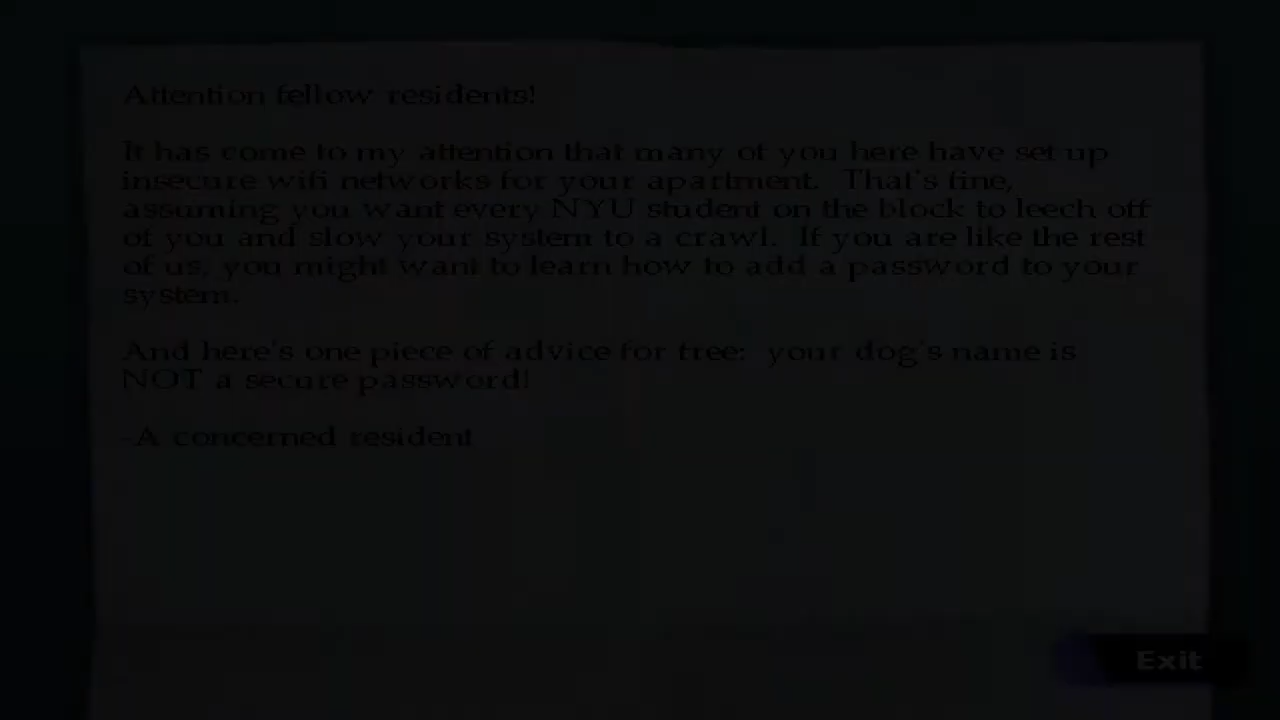 Attention fellow residents!
It has come to my attention that many of you here have set up
insecure wifi networks for your apartment. That's fine,
assuming you want every NYU student on the block to leech off
of you and slow your system to a crawl. If you are like the rest
of us, you might want to learn how to add a password to your
system.
And here's one piece of advice for free: your dog's name is
NOT a secure password!
-A concerned resident
Exit